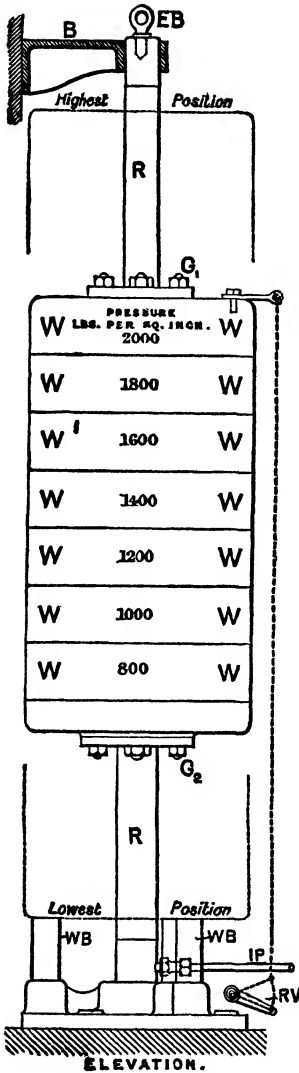 EB
B
Highest Position
R
G1
PRESSURE
LBS. PER SQ. INCH.
W 2000 W
W 1800 W
W 1600 W
W 1400 W
W 1200 W
W 1000 W
W 800 W
G2
R
Lowest Position
WB WB
IP
RV
ELEVATION.